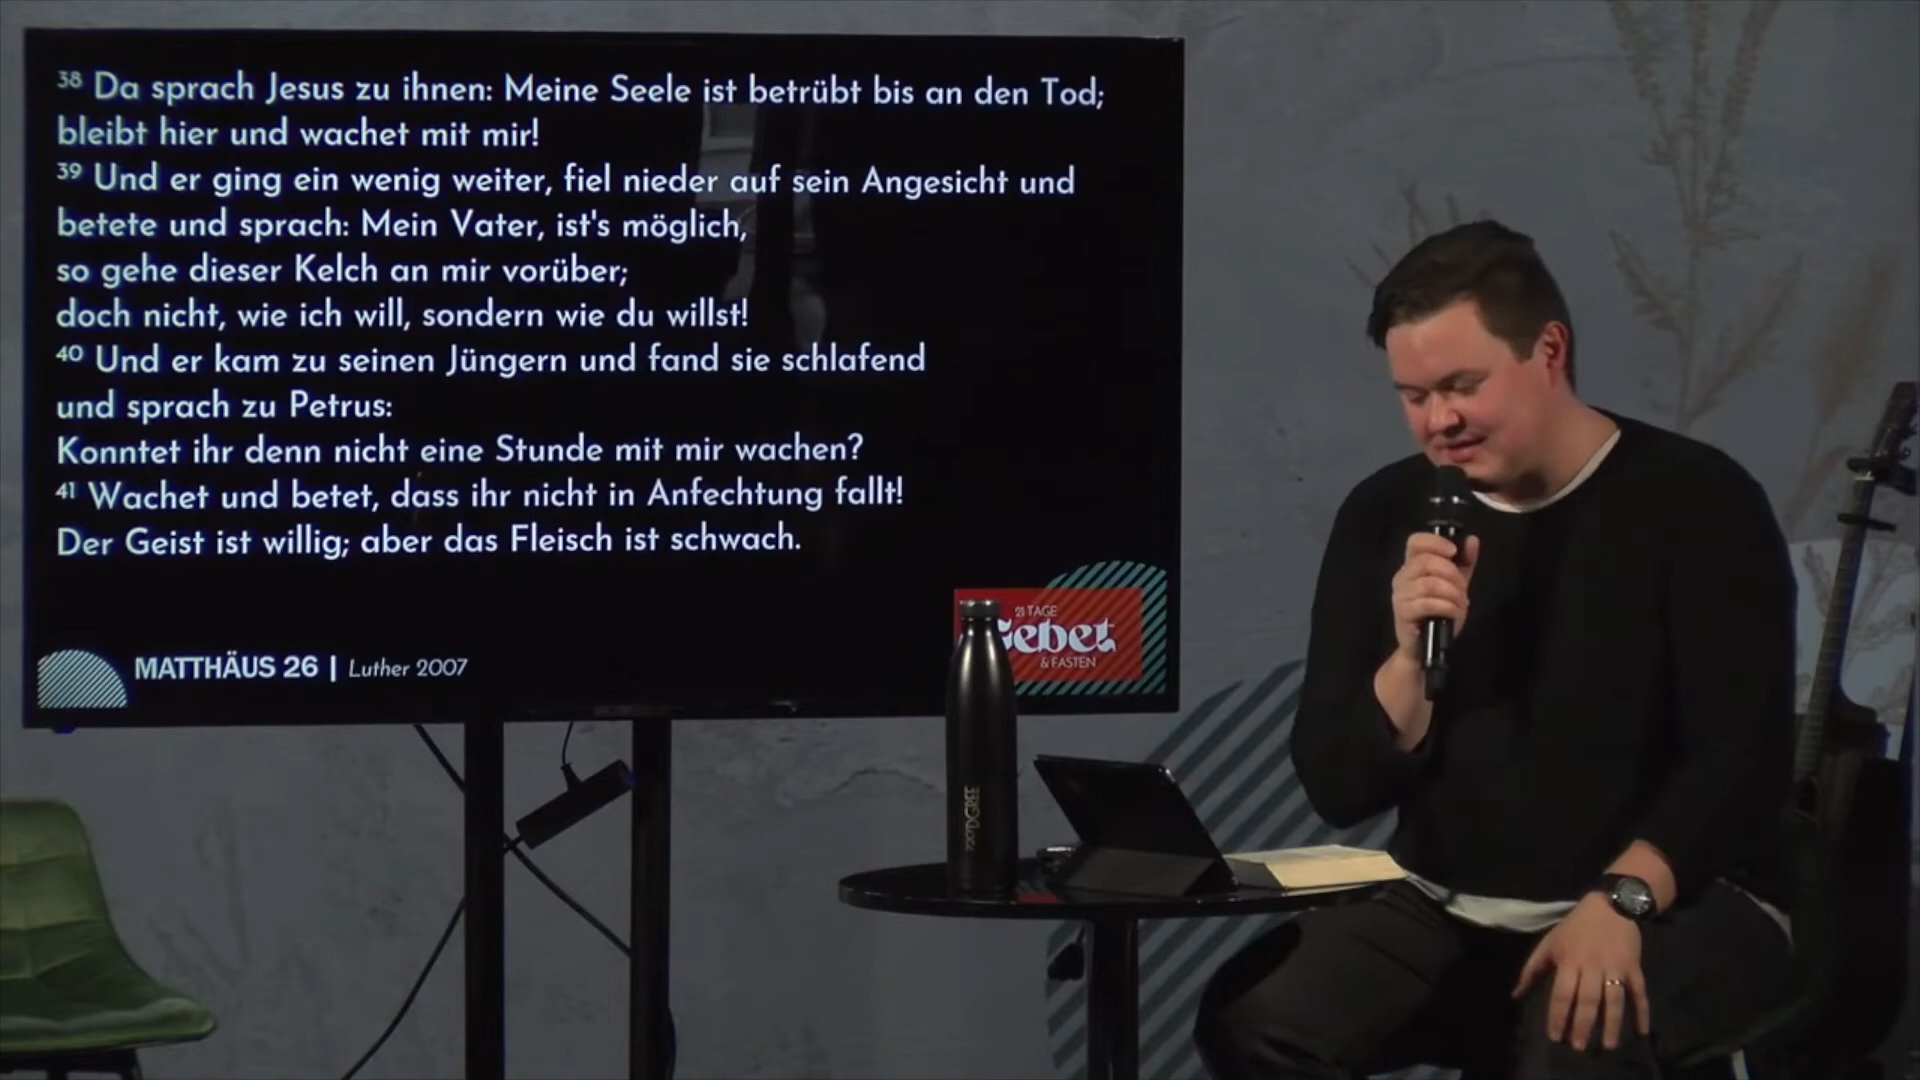 38 Da sprach Jesus zu ihnen: Meine Seele ist betrübt bis an den Tod;
bleibt hier und wachet mit mir!
39 Und er ging ein wenig weiter, fiel nieder auf sein Angesicht und
betete und sprach: Mein Vater, ist's möglich,
so gehe dieser Kelch an mir vorüber;
doch nicht, wie ich will, sondern wie du willst!
40 Und er kam zu seinen Jüngern und fand sie schlafend
und sprach zu Petrus:
Konntet ihr denn nicht eine Stunde mit mir wachen?
41 Wachet und betet, dass ihr nicht in Anfechtung fallt!
Der Geist ist willig; aber das Fleisch ist schwach.
21 TAGE
Gebet
& FASTEN
MATTHÄUS 26 | Luther 2007